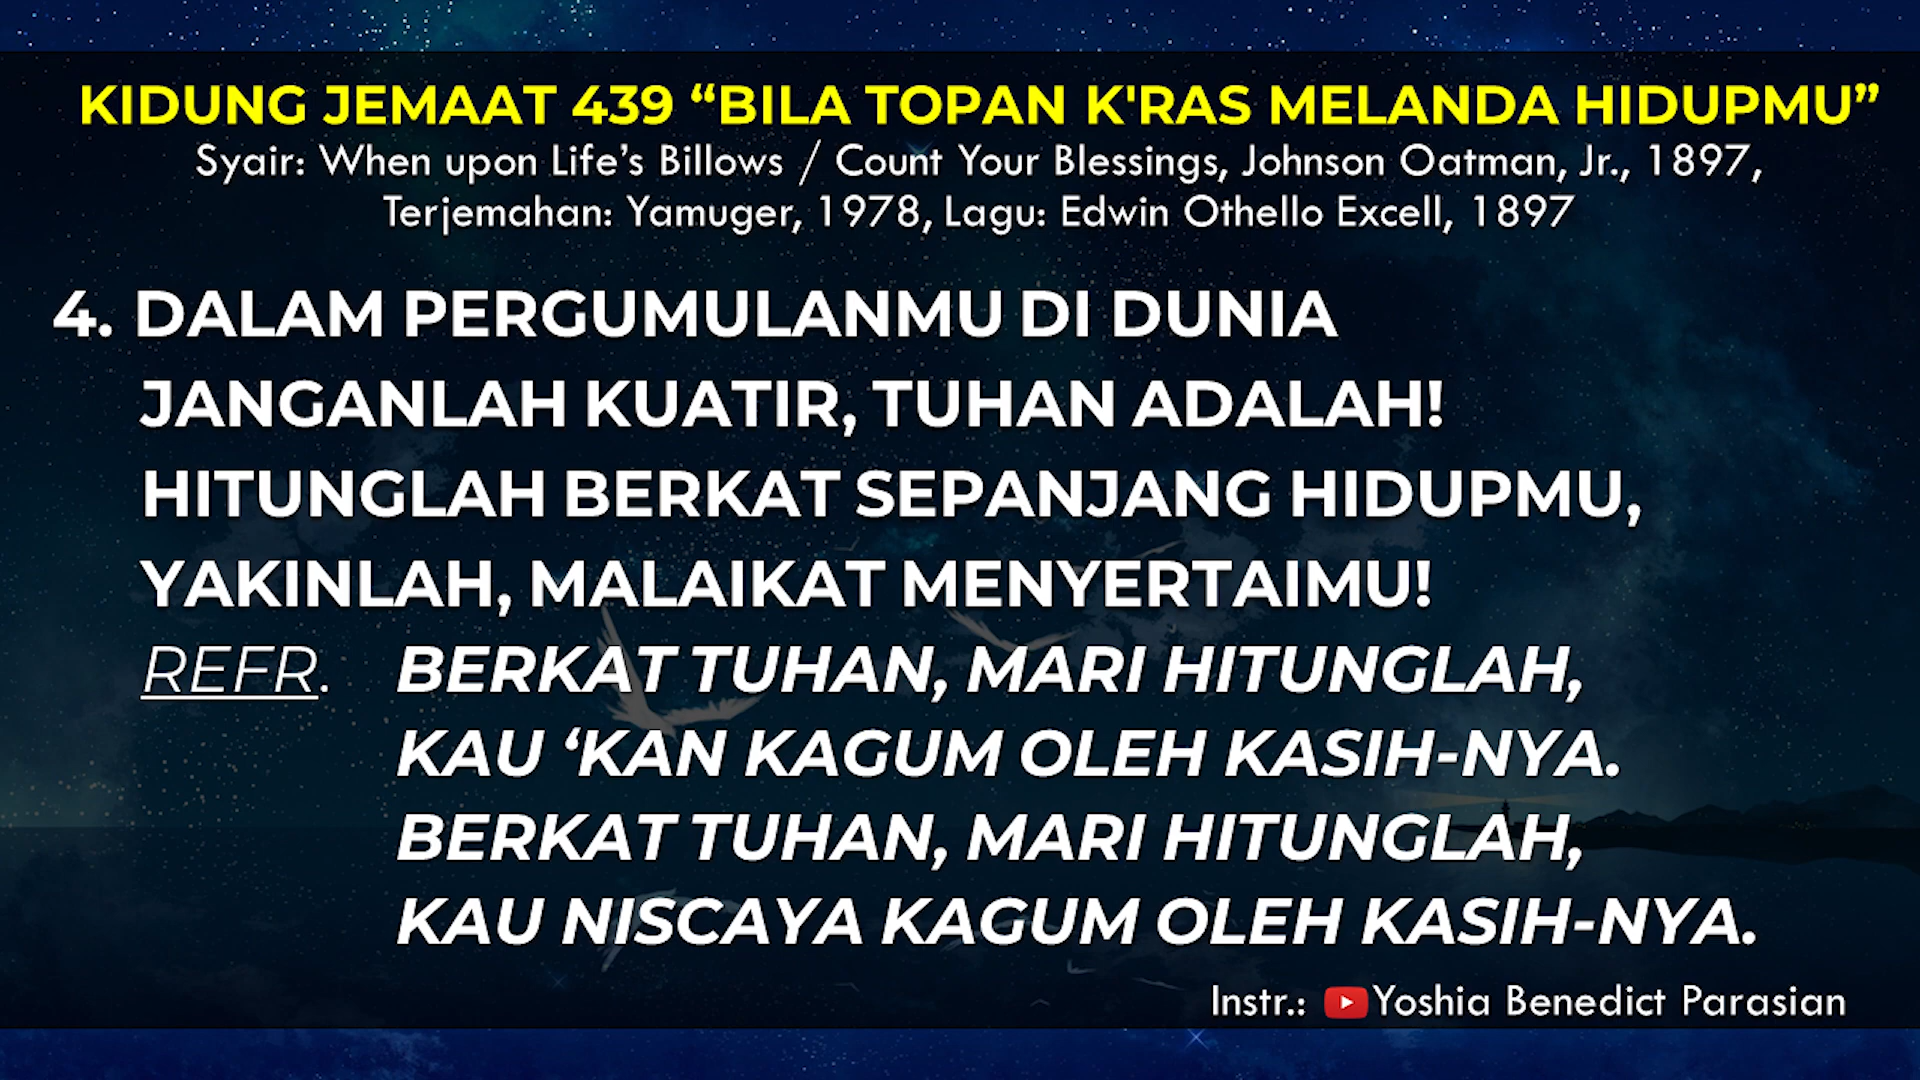 KIDUNG JEMAAT 439 “BILA TOPAN K'RAS MELANDA HIDUPMU”
Syair: When upon Life’s Billows / Count Your Blessings, Johnson Oatman, Jr., 1897,
Terjemahan: Yamuger, 1978, Lagu: Edwin Othello Excell, 1897
4. DALAM PERGUMULANMU DI DUNIA
JANGANLAH KUATIR, TUHAN ADALAH!
HITUNGLAH BERKAT SEPANJANG HIDUPMU,
YAKINLAH, MALAIKAT MENYERTAIMU!
REFR. BERKAT TUHAN, MARI HITUNGLAH,
KAU ‘KAN KAGUM OLEH KASIH-NYA.
BERKAT TUHAN, MARI HITUNGLAH,
KAU NISCAYA KAGUM OLEH KASIH-NYA.
Instr.: Yoshia Benedict Parasian